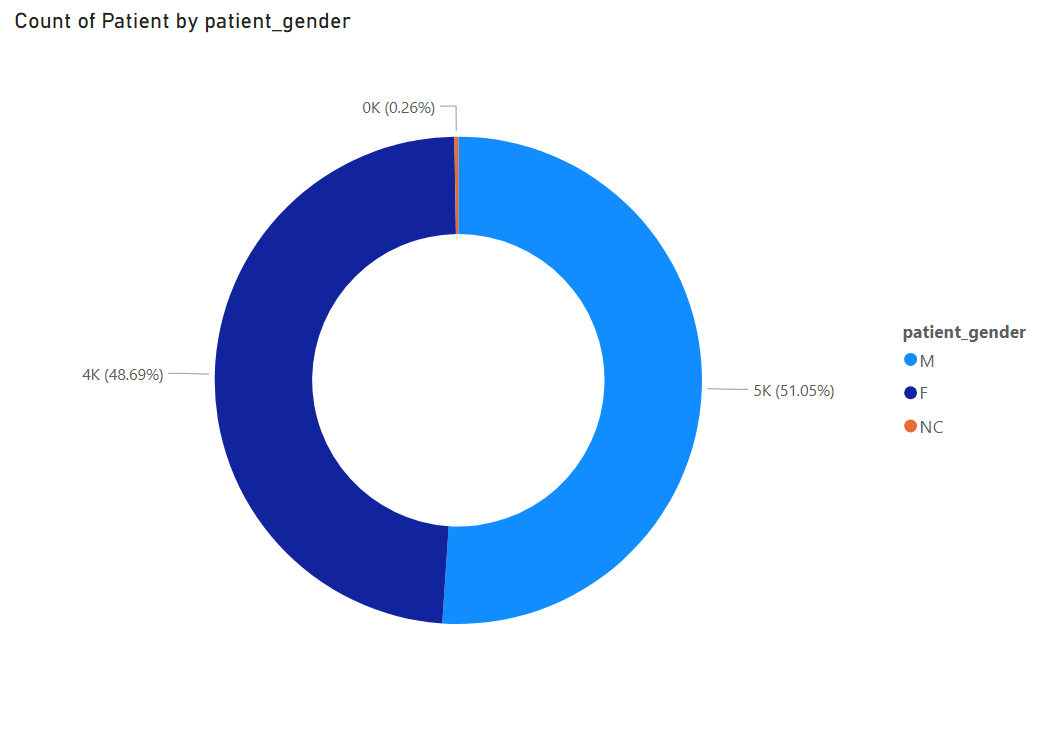 Count of Patient by patient_gender
0K (0.26%)
4K (48.69%)
5K (51.05%)
patient_gender
M
F
NC